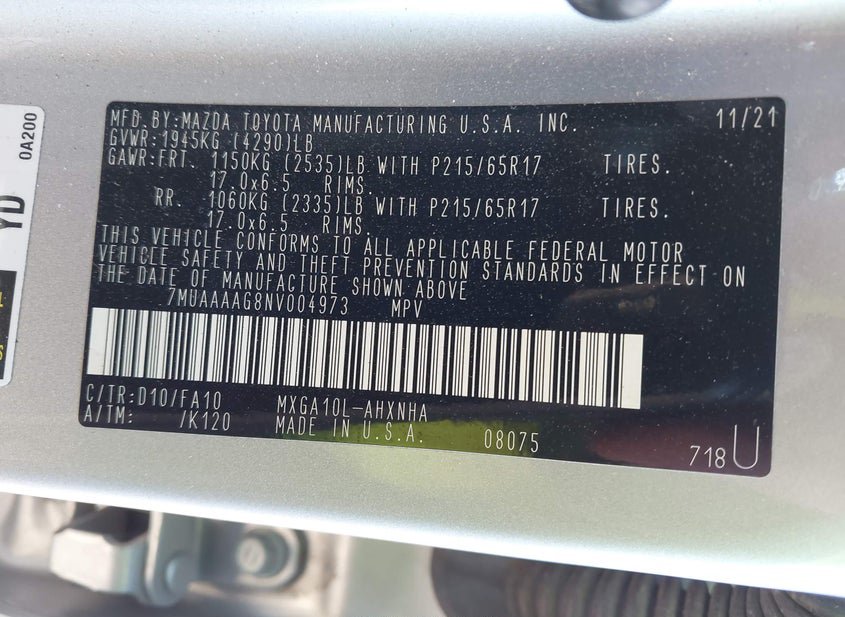 MFD.BY:MAZDA TOYOTA MANUFACTURING U.S.A. INC. 11/21
GVWR:1945KG (4290)LB
GAWR:FRT. 1150KG (2535)LB WITH P215/65R17 TIRES.
17.0x6.5 RIMS.
RR. 1060KG (2335)LB WITH P215/65R17 TIRES.
17.0x6.5 RIMS.
THIS VEHICLE CONFORMS TO ALL APPLICABLE FEDERAL MOTOR
VEHICLE SAFETY AND THEFT PREVENTION STANDARDS IN EFFECT ON
THE DATE OF MANUFACTURE SHOWN ABOVE
7MUAAAAG8NV004973 MPV
C/TR:D10/FA10 MXGA10L-AHXNHA
A/TM: /K120 MADE IN U.S.A. 08075
718 U
0A200
YD